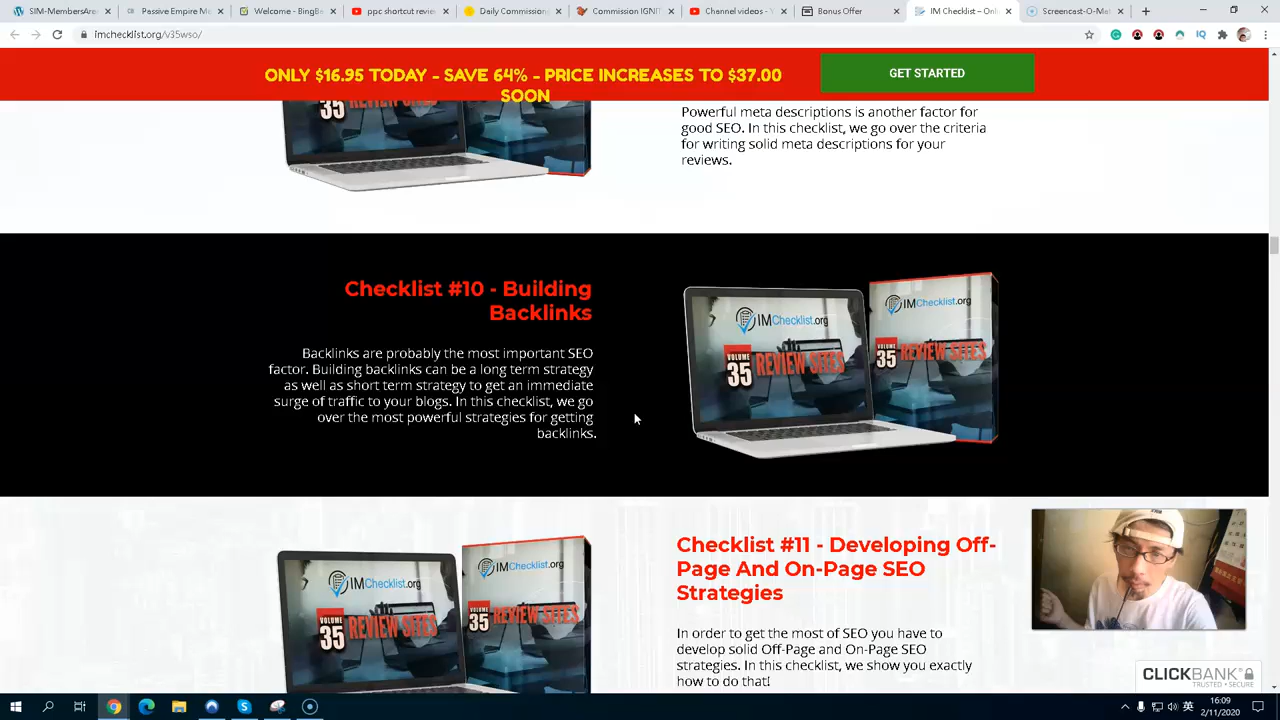 SIM-MembersAre
Passive Empire M
Welcome - BingBa
ppc shortcut revie
Daily Commission
Commission IGNIT
Channel videos - Y
Bonus Offer
IM Checklist – Onli
Screencast-O-Mat
imchecklist.org/v35wso/
ONLY $16.95 TODAY - SAVE 64% - PRICE INCREASES TO $37.00
SOON
GET STARTED
35
35
Powerful meta descriptions is another factor for
good SEO. In this checklist, we go over the criteria
for writing solid meta descriptions for your
reviews.
Checklist #10 - Building
Backlinks
Backlinks are probably the most important SEO
factor. Building backlinks can be a long term strategy
as well as short term strategy to get an immediate
surge of traffic to your blogs. In this checklist, we go
over the most powerful strategies for getting
backlinks.
IMChecklist.org
VOLUME
35 REVIEW SITES
IMChecklist.org
VOLUME
35 REVIEW SITES
IMChecklist.org
VOLUME
35 REVIEW SITES
IMChecklist.org
VOLUME
35 REVIEW SITES
Checklist #11 - Developing Off-
Page And On-Page SEO
Strategies
In order to get the most of SEO you have to
develop solid Off-Page and On-Page SEO
strategies. In this checklist, we show you exactly
how to do that!
CLICKBANK
TRUSTED • SECURE
英
16:09
2/11/2020